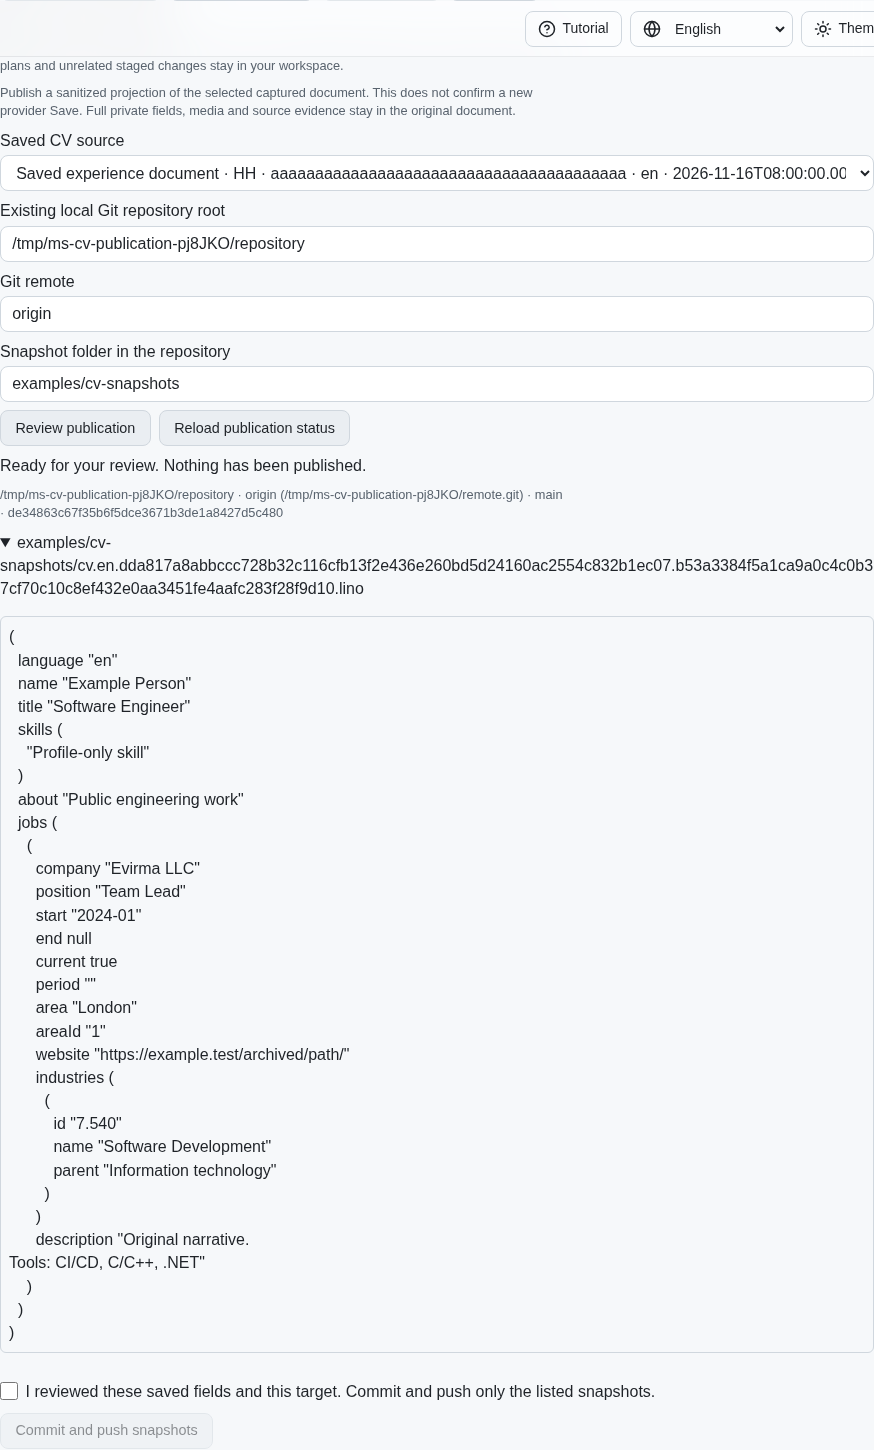 Tutorial
English
Them
plans and unrelated staged changes stay in your workspace.
Publish a sanitized projection of the selected captured document. This does not confirm a new
provider Save. Full private fields, media and source evidence stay in the original document.
Saved CV source
Saved experience document · HH · aaaaaaaaaaaaaaaaaaaaaaaaaaaaaaaaaaaaaaaa · en · 2026-11-16T08:00:00.00
Existing local Git repository root
/tmp/ms-cv-publication-pj8JKO/repository
Git remote
origin
Snapshot folder in the repository
examples/cv-snapshots
Review publication
Reload publication status
Ready for your review. Nothing has been published.
/tmp/ms-cv-publication-pj8JKO/repository · origin (/tmp/ms-cv-publication-pj8JKO/remote.git) · main
· de34863c67f35b6f5dce3671b3de1a8427d5c480
examples/cv-
snapshots/cv.en.dda817a8abbccc728b32c116cfb13f2e436e260bd5d24160ac2554c832b1ec07.b53a3384f5a1ca9a0c4c0b3
7cf70c10c8ef432e0aa3451fe4aafc283f28f9d10.lino
(
language "en"
name "Example Person"
title "Software Engineer"
skills (
"Profile-only skill"
)
about "Public engineering work"
jobs (
(
company "Evirma LLC"
position "Team Lead"
start "2024-01"
end null
current true
period ""
area "London"
areaId "1"
website "https://example.test/archived/path/"
industries (
(
id "7.540"
name "Software Development"
parent "Information technology"
)
)
description "Original narrative.
Tools: CI/CD, C/C++, .NET"
)
)
)
I reviewed these saved fields and this target. Commit and push only the listed snapshots.
Commit and push snapshots